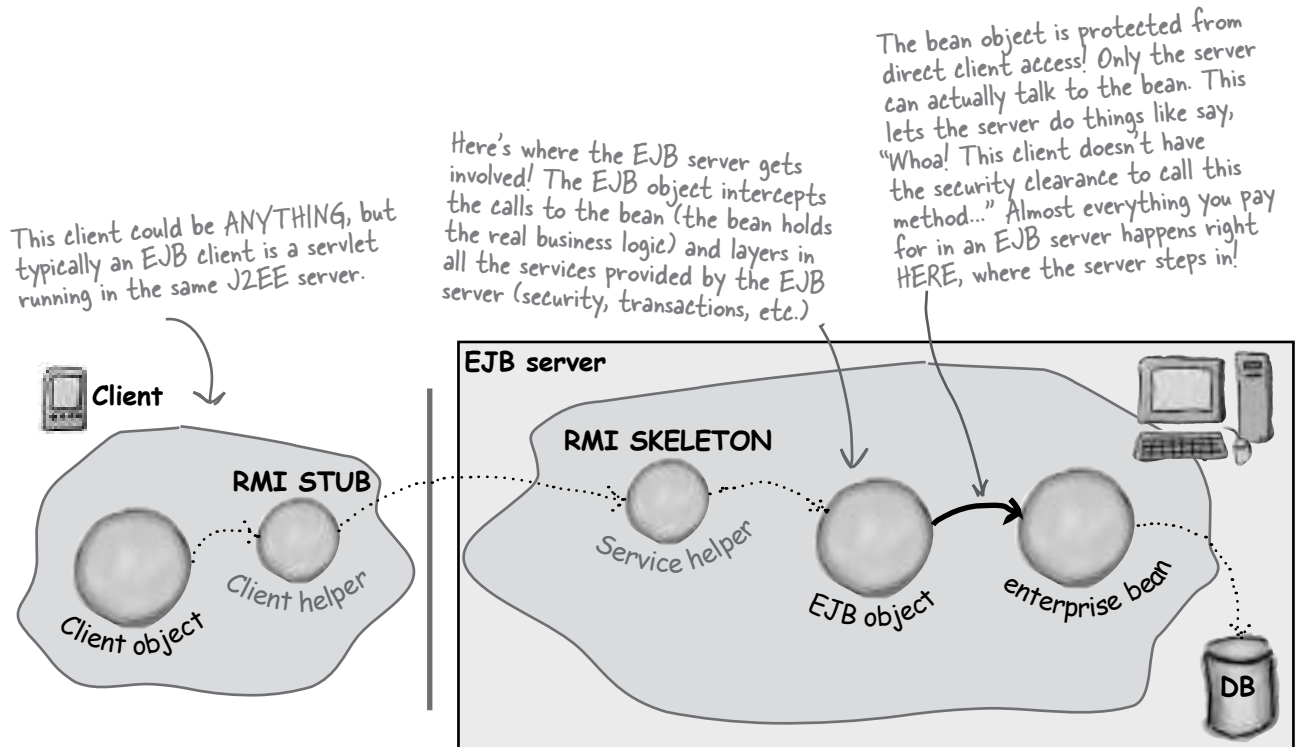 The bean object is protected from
direct client access! Only the server
can actually talk to the bean. This
lets the server do things like say,
“Whoa! This client doesn’t have
the security clearance to call this
method...” Almost everything you pay
for in an EJB server happens right
HERE, where the server steps in!
Here’s where the EJB server gets
involved! The EJB object intercepts
the calls to the bean (the bean holds
the real business logic) and layers in
all the services provided by the EJB
server (security, transactions, etc.)
This client could be ANYTHING, but
typically an EJB client is a servlet
running in the same J2EE server.
EJB server
Client
RMI SKELETON
RMI STUB
Service helper
Client helper
Client object
EJB object
enterprise bean
DB